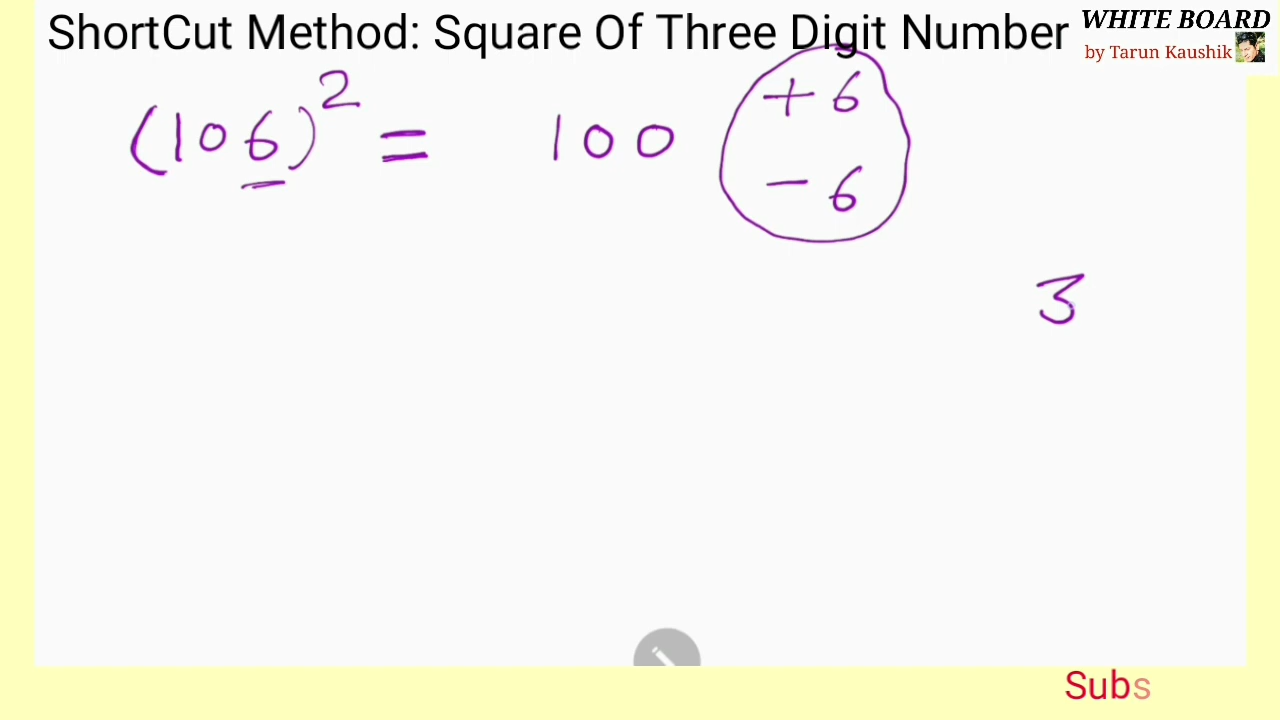 ShortCut Method: Square Of Three Digit Number
WHITE BOARD
by Tarun Kaushik
(106)² = 100 +6
- 6
3
Subs